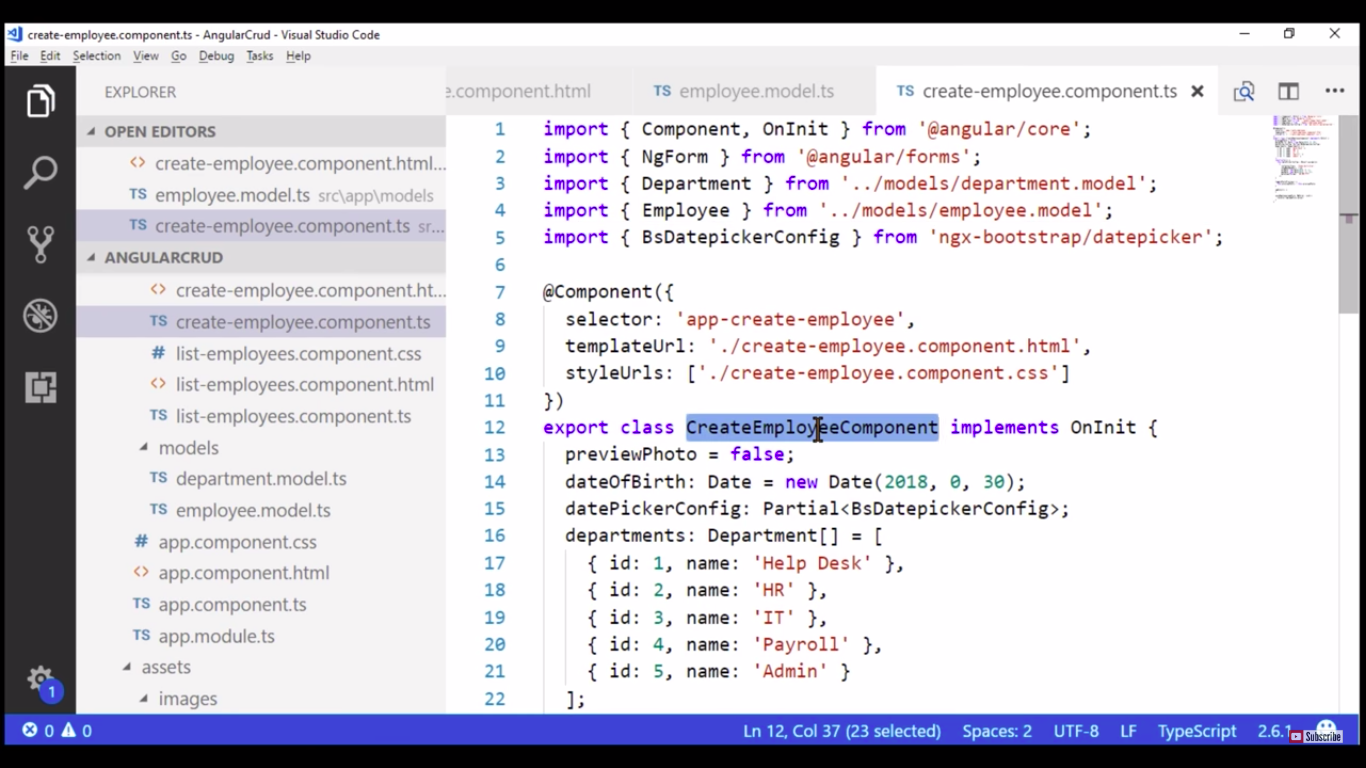 create-employee.component.ts - AngularCrud - Visual Studio Code
File Edit Selection View Go Debug Tasks Help
EXPLORER
OPEN EDITORS
create-employee.component.html...
employee.model.ts src\app\models
create-employee.component.ts sr...
ANGULARCRUD
create-employee.component.ht...
create-employee.component.ts
list-employees.component.css
list-employees.component.html
list-employees.component.ts
models
department.model.ts
employee.model.ts
app.component.css
app.component.html
app.component.ts
app.module.ts
assets
images
1
e.component.html TS employee.model.ts TS create-employee.component.ts
1 import { Component, OnInit } from '@angular/core';
2 import { NgForm } from '@angular/forms';
3 import { Department } from '../models/department.model';
4 import { Employee } from '../models/employee.model';
5 import { BsDatepickerConfig } from 'ngx-bootstrap/datepicker';
6
7 @Component({
8 selector: 'app-create-employee',
9 templateUrl: './create-employee.component.html',
10 styleUrls: ['./create-employee.component.css']
11 })
12 export class CreateEmployeeComponent implements OnInit {
13 previewPhoto = false;
14 dateOfBirth: Date = new Date(2018, 0, 30);
15 datePickerConfig: Partial<BsDatepickerConfig>;
16 departments: Department[] = [
17 { id: 1, name: 'Help Desk' },
18 { id: 2, name: 'HR' },
19 { id: 3, name: 'IT' },
20 { id: 4, name: 'Payroll' },
21 { id: 5, name: 'Admin' }
22 ];
0 0 Ln 12, Col 37 (23 selected) Spaces: 2 UTF-8 LF TypeScript 2.6.1 Subscribe